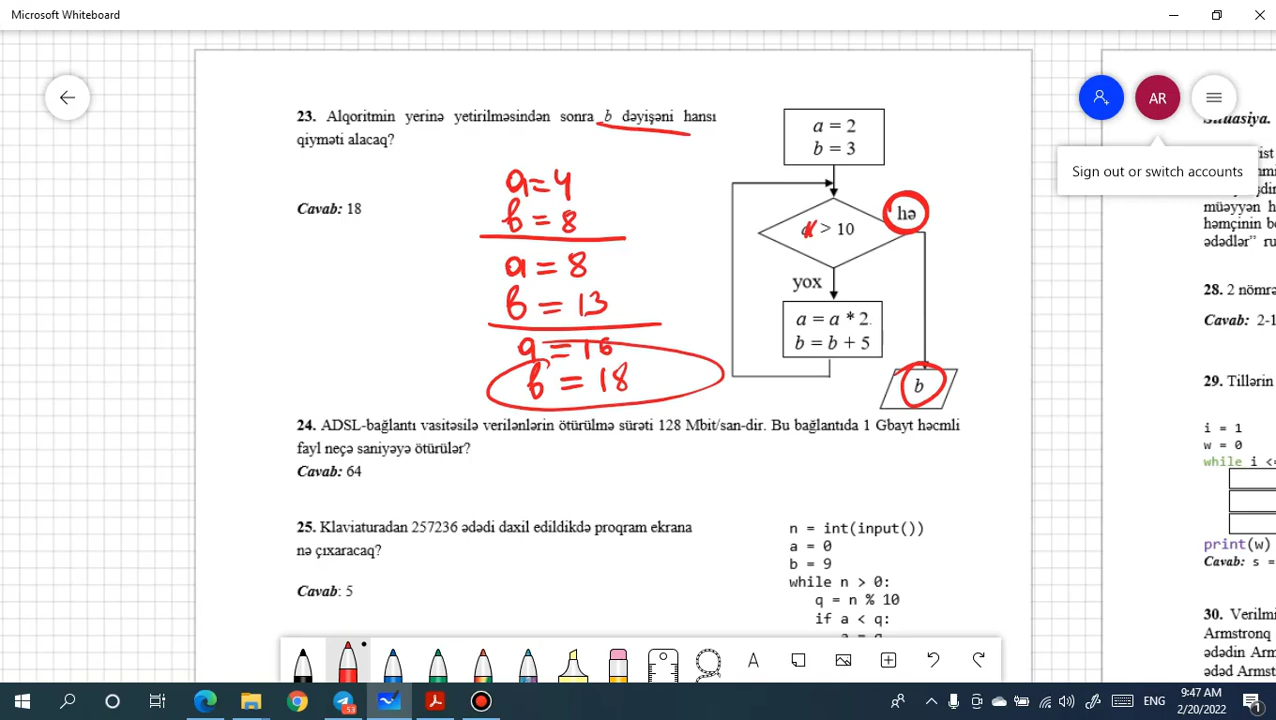 Microsoft Whiteboard
AR
Sign out or switch accounts
23. Alqoritmin yerinə yetirilməsindən sonra b dəyişəni hansı
qiyməti alacaq?
Cavab: 18
a=4
b=8
a=8
b=13
a=16
b=18
a = 2
b = 3
> 10
hə
yox
a = a * 2
b = b + 5
b
24. ADSL-bağlantı vasitəsilə verilənlərin ötürülmə sürəti 128 Mbit/san-dir. Bu bağlantıda 1 Gbayt həcmli
fayl neçə saniyəyə ötürülər?
Cavab: 64
25. Klaviaturadan 257236 ədədi daxil edildikdə proqram ekrana
nə çıxaracaq?
Cavab: 5
n = int(input())
a = 0
b = 9
while n > 0:
q = n % 10
if a < q:
Situasiya.
müəyyən h
həmçinin b
ədədlər” ru
28. 2 nömrə
Cavab: 2-1
29. Tillərin
i = 1
w = 0
while i <
print(w)
Cavab: s =
30. Verilmi
Armstronq
ədədin Arm
ədəd Armst
53
ENG
9:47 AM
2/20/2022
1